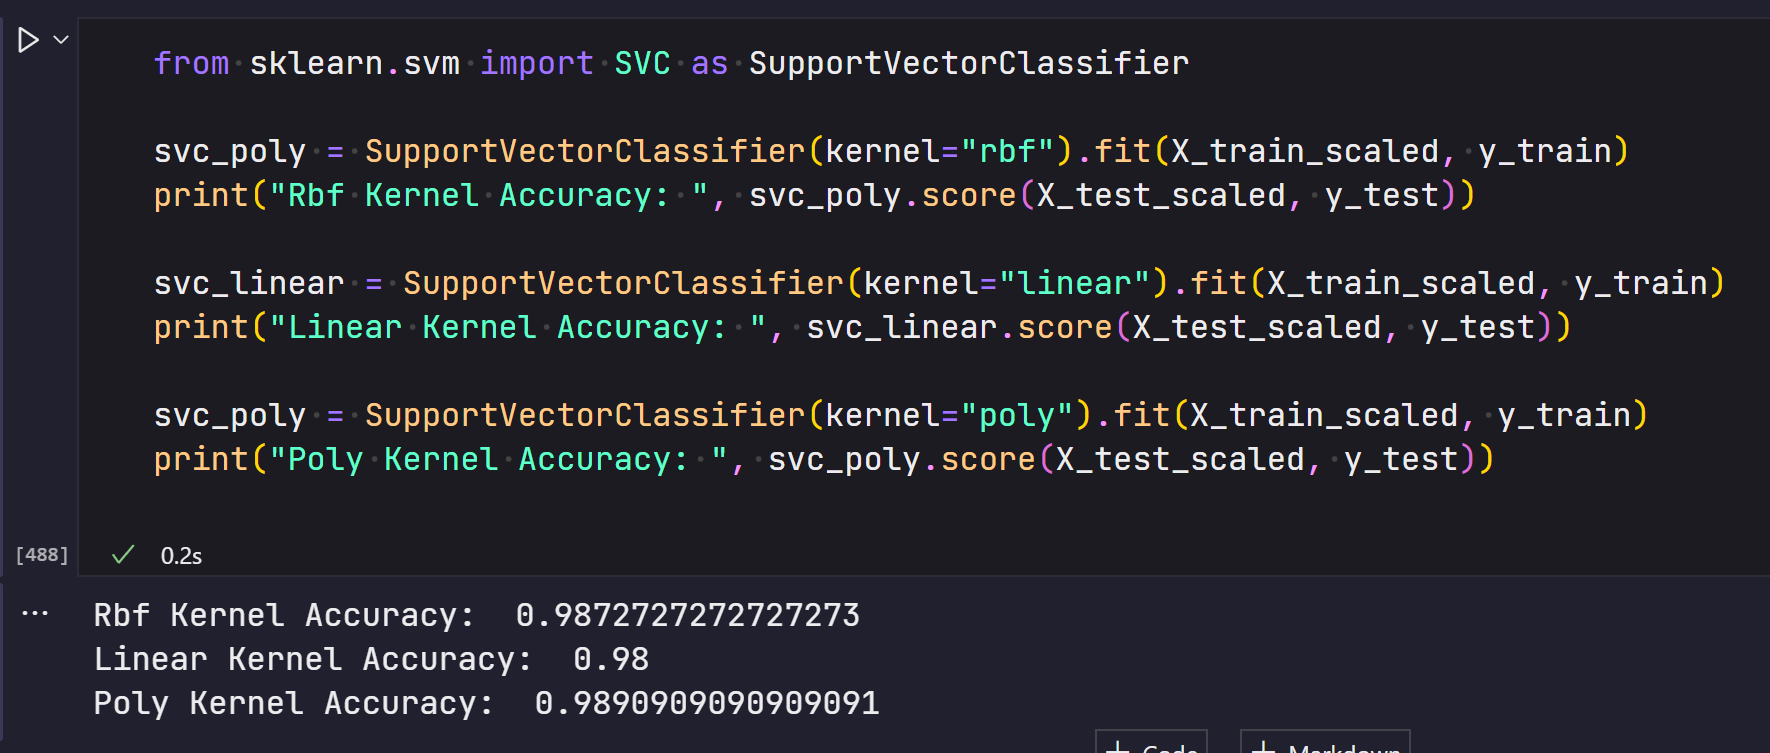 from sklearn.svm import SVC as SupportVectorClassifier
svc_poly = SupportVectorClassifier(kernel="rbf").fit(X_train_scaled, y_train)
print("Rbf Kernel Accuracy: ", svc_poly.score(X_test_scaled, y_test))
svc_linear = SupportVectorClassifier(kernel="linear").fit(X_train_scaled, y_train)
print("Linear Kernel Accuracy: ", svc_linear.score(X_test_scaled, y_test))
svc_poly = SupportVectorClassifier(kernel="poly").fit(X_train_scaled, y_train)
print("Poly Kernel Accuracy: ", svc_poly.score(X_test_scaled, y_test))
[488] ✓ 0.2s
... Rbf Kernel Accuracy:  0.9872727272727273
Linear Kernel Accuracy:  0.98
Poly Kernel Accuracy:  0.9890909090909091
+ Code + Markdown